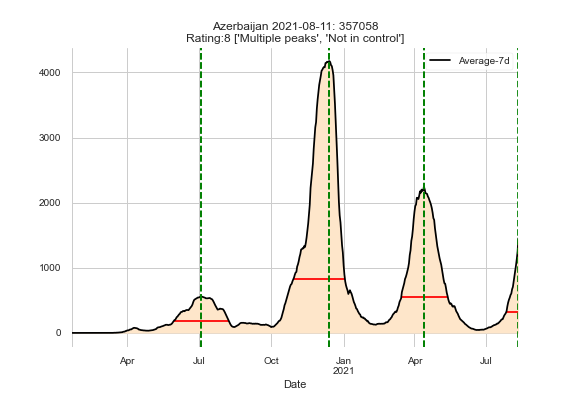 Azerbaijan 2021-08-11: 357058
Rating:8 ['Multiple peaks', 'Not in control']
Average-7d
4000
3000
2000
1000
0
Apr
Jul
Oct
Jan
2021
Apr
Jul
Date